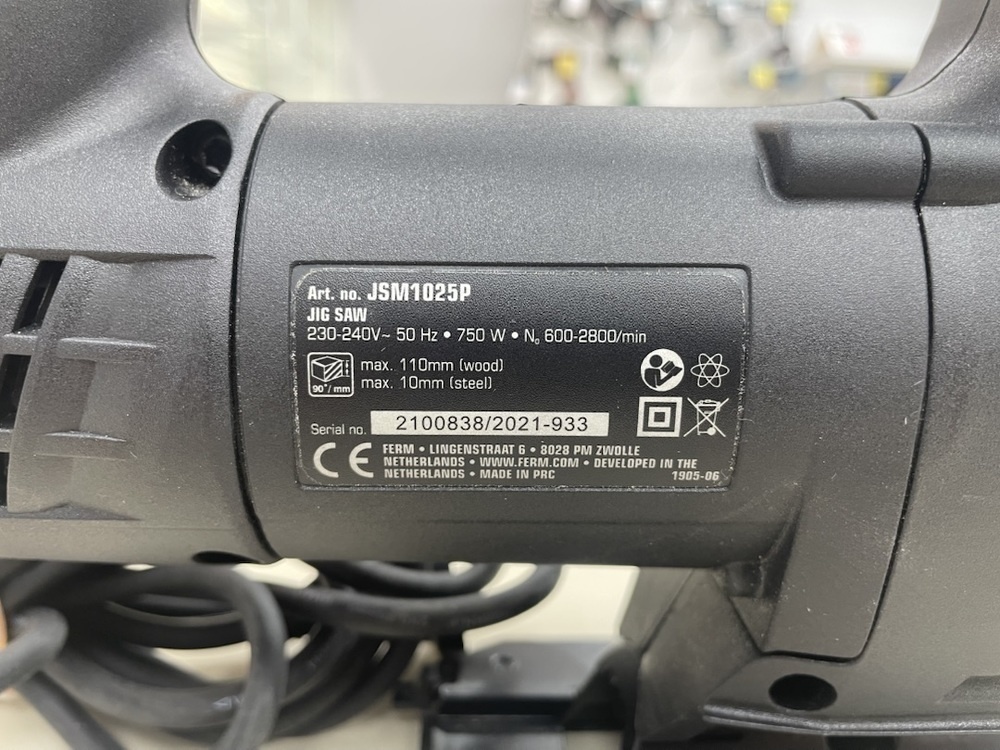 Art. no. JSM1025P
JIG SAW
230-240V~ 50 Hz • 750 W • N₀ 600-2800/min
max. 110mm (wood)
90°/mm max. 10mm (steel)
Serial no. 2100838/2021-933
CE FERM • LINGENSTRAAT 6 • 8028 PM ZWOLLE
NETHERLANDS • WWW.FERM.COM • DEVELOPED IN THE
NETHERLANDS • MADE IN PRC 1905-06